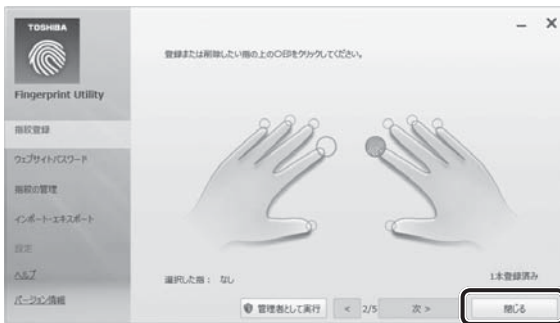 TOSHIBA
Fingerprint Utility
指紋登録
ウェブサイトパスワード
指紋の管理
インポート・エキスポート
設定
ヘルプ
バージョン情報
登録または削除したい指の上の○印をクリックしてください。
選択した指： なし
1本登録済み
管理者として実行
<
2/5
次 >
閉じる